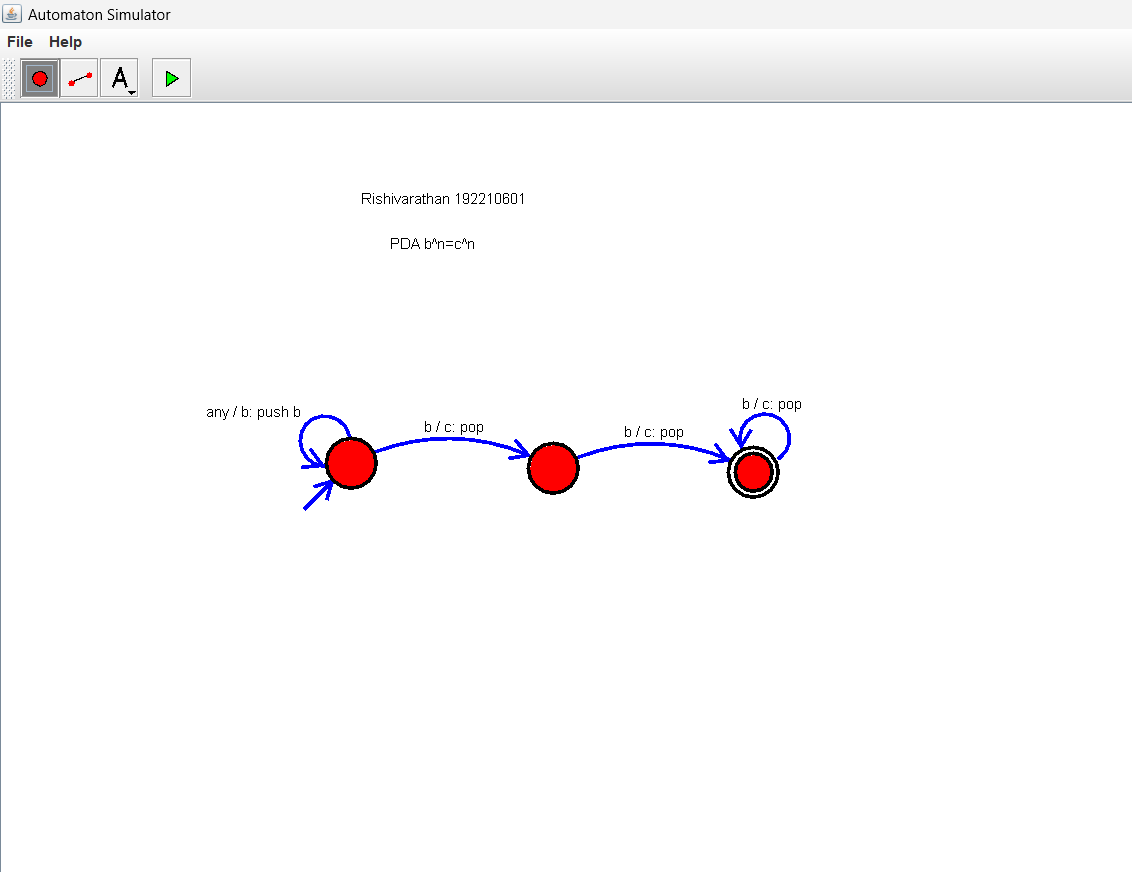 Automaton Simulator
File Help
A
Rishivarathan 192210601
PDA b^n=c^n
any / b: push b
b / c: pop
b / c: pop
b / c: pop